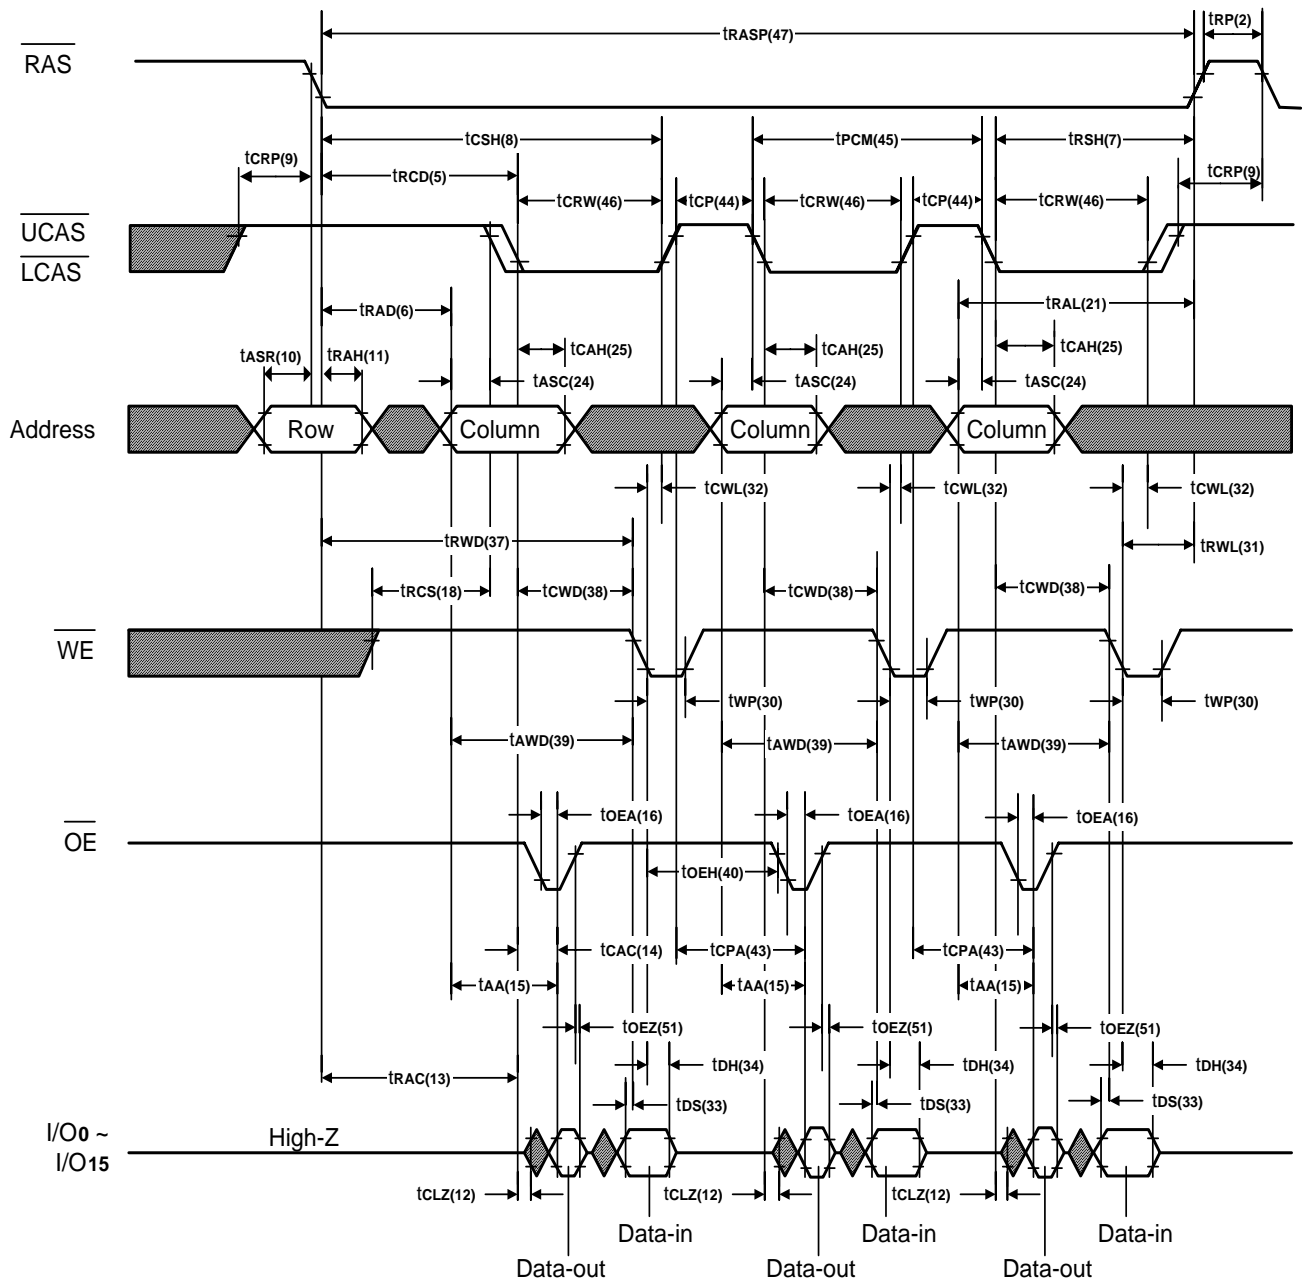 tRASP(47) tRP(2)
RAS
tCSH(8) tPCM(45) tRSH(7)
tCRP(9) tRCD(5) tCRP(9)
tCRW(46) tCP(44) tCRW(46) tCP(44) tCRW(46)
UCAS
LCAS
tRAD(6) tRAL(21)
tASR(10) tRAH(11) tCAH(25) tCAH(25) tCAH(25)
tASC(24) tASC(24) tASC(24)
Address Row Column Column Column
tCWL(32) tCWL(32) tCWL(32)
tRWD(37) tRWL(31)
tRCS(18) tCWD(38) tCWD(38) tCWD(38)
WE
tWP(30) tWP(30) tWP(30)
tAWD(39) tAWD(39) tAWD(39)
tOEA(16) tOEA(16) tOEA(16)
OE
tOEH(40)
tCAC(14) tCPA(43) tCPA(43)
tAA(15) tAA(15) tAA(15)
tOEZ(51) tOEZ(51) tOEZ(51)
tRAC(13) tDH(34) tDH(34) tDH(34)
tDS(33) tDS(33) tDS(33)
I/O0 ~ High-Z
I/O15
tCLZ(12) tCLZ(12) tCLZ(12)
Data-in Data-in Data-in
Data-out Data-out Data-out